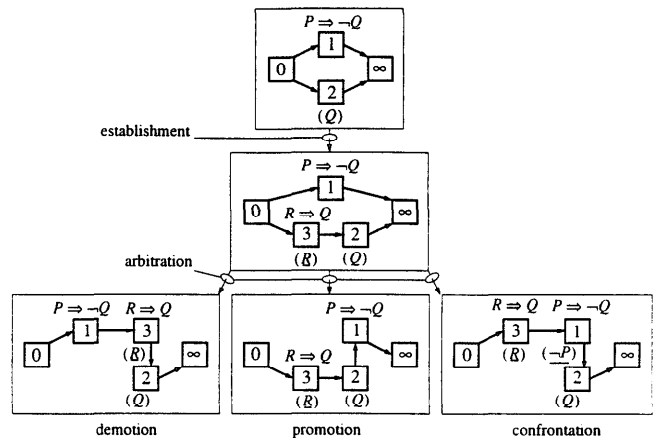 P ⇒ ¬Q
1
0 ∞
2
(Q)
establishment
P ⇒ ¬Q
1
0 R ⇒ Q ∞
3 2
(R) (Q)
arbitration
P ⇒ ¬Q R ⇒ Q
0 1 3
(R)
2 ∞
(Q)
demotion
P ⇒ ¬Q
1
0 R ⇒ Q ∞
3 2
(R) (Q)
promotion
R ⇒ Q P ⇒ ¬Q
0 3 1 ∞
(R) (¬P)
2
(Q)
confrontation